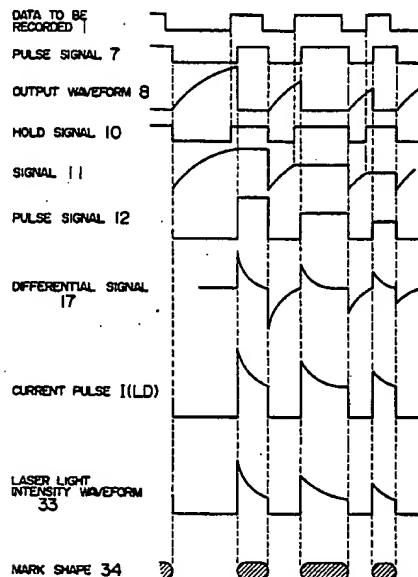 DATA TO BE
RECORDED 1
PULSE SIGNAL 7
OUTPUT WAVEFORM 8
HOLD SIGNAL 10
SIGNAL 11
PULSE SIGNAL 12
DIFFERENTIAL SIGNAL
17
CURRENT PULSE I(LD)
LASER LIGHT
INTENSITY WAVEFORM
33
MARK SHAPE 34